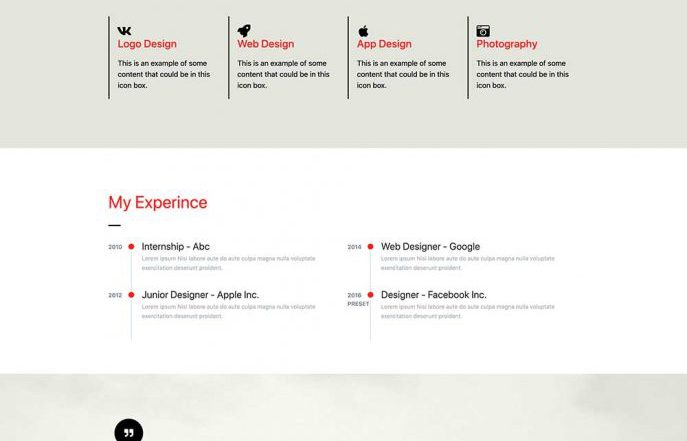 Logo Design
This is an example of some
content that could be in this
icon box.
Web Design
This is an example of some
content that could be in this
icon box.
App Design
This is an example of some
content that could be in this
icon box.
Photography
This is an example of some
content that could be in this
icon box.
My Experince
2010 Internship - Abc
Lorem ipsum Nisi labore aute do aute culpa magna nulla voluptate
exercitation deserunt proident.
2012 Junior Designer - Apple Inc.
Lorem ipsum Nisi labore aute do aute culpa magna nulla voluptate
exercitation deserunt proident.
2014 Web Designer - Google
Lorem ipsum Nisi labore aute do aute culpa magna nulla voluptate
exercitation deserunt proident.
2016 Designer - Facebook Inc.
PRESET Lorem ipsum Nisi labore aute do aute culpa magna nulla voluptate
exercitation deserunt proident.